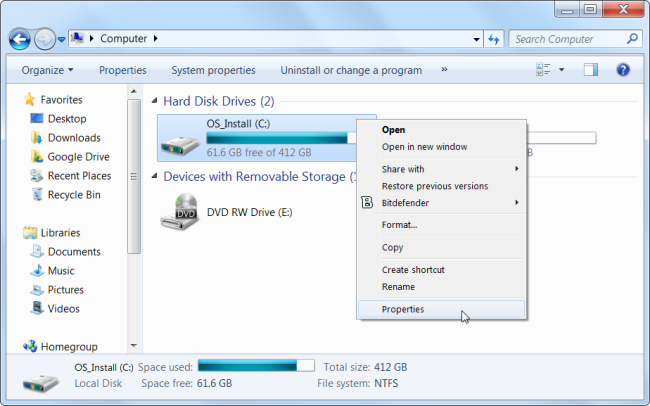 Computer
Search Computer
Organize Properties System properties Uninstall or change a program »
Favorites
Desktop
Downloads
Google Drive
Recent Places
Recycle Bin
Libraries
Documents
Music
Pictures
Videos
Homegroup
Hard Disk Drives (2)
OS_Install (C:)
61.6 GB free of 412 GB
Devices with Removable Storage (
DVD
DVD RW Drive (E:)
Open
Open in new window
Share with
Restore previous versions
Bitdefender
Format...
Copy
Create shortcut
Rename
Properties
OS_Install (C:) Space used: Total size: 412 GB
Local Disk Space free: 61.6 GB File system: NTFS